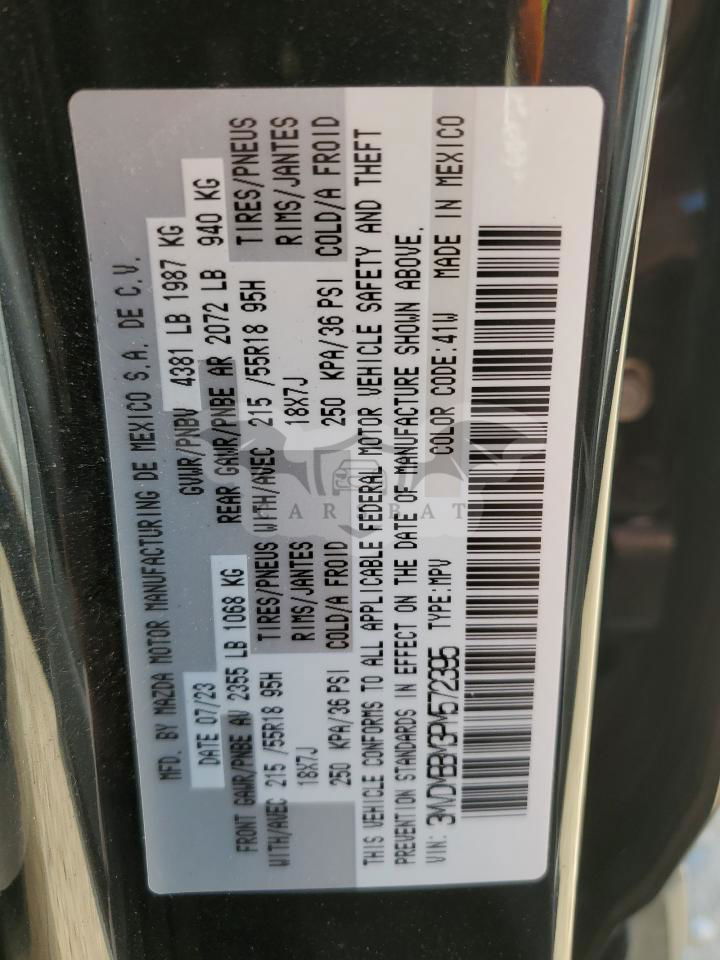 MFD. BY MAZDA MOTOR MANUFACTURING DE MEXICO S.A. DE C.V.
DATE 07/23 GVWR/PNBV 4381 LB 1987 KG
FRONT GAWR/PNBE AV 2355 LB 1068 KG REAR GAWR/PNBE AR 2072 LB 940 KG
WITH/AVEC 215 /55R18 95H TIRES/PNEUS WITH/AVEC 215 /55R18 95H TIRES/PNEUS
18X7J RIMS/JANTES 18X7J RIMS/JANTES
250 KPA/36 PSI COLD/A FROID 250 KPA/36 PSI COLD/A FROID
THIS VEHICLE CONFORMS TO ALL APPLICABLE FEDERAL MOTOR VEHICLE SAFETY AND THEFT
PREVENTION STANDARDS IN EFFECT ON THE DATE OF MANUFACTURE SHOWN ABOVE.
VIN: 3MVDMBBM3PM572395 TYPE:MPV COLOR CODE:41W MADE IN MEXICO
CARBAT